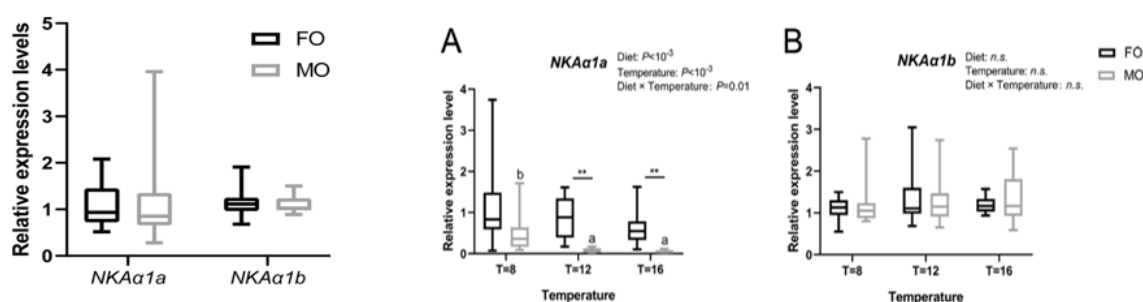 Relative expression levels
5
4
3
2
1
0
FO
MO
NKAα1a
NKAα1b
A
NKAα1a
Diet: P<10-3
Temperature: P<10-3
Diet × Temperature: P=0.01
Relative expression level
4
3
2
1
0
b
**
a
**
a
T=8
T=12
T=16
Temperature
B
NKAα1b
Diet: n.s.
Temperature: n.s.
Diet × Temperature: n.s.
FO
MO
Relative expression level
4
3
2
1
0
T=8
T=12
T=16
Temperature